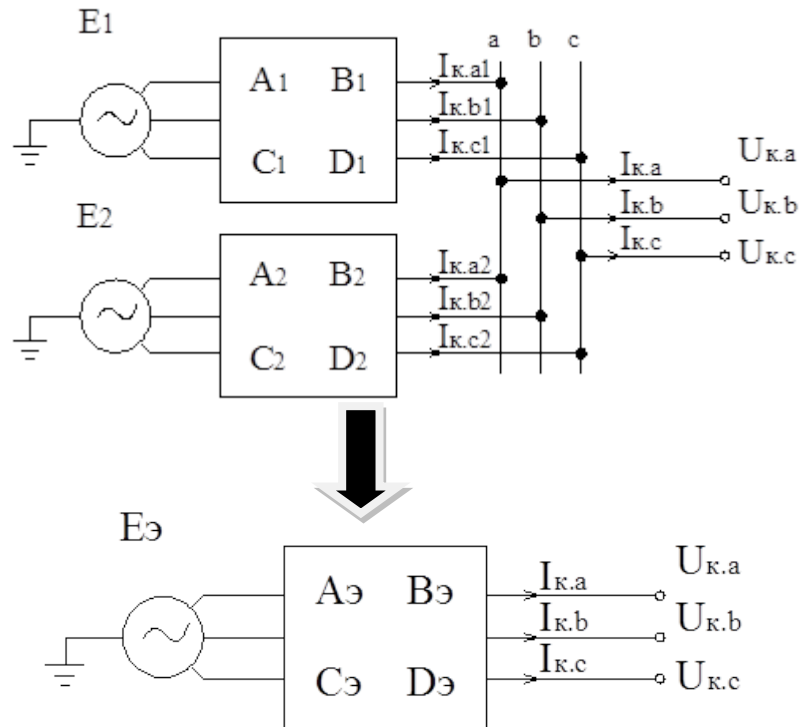 E1
a b c
A1 B1
C1 D1
Iк.a1
Iк.b1
Iк.c1
Iк.a Uк.a
Iк.b Uк.b
Iк.c Uк.c
E2
A2 B2
C2 D2
Iк.a2
Iк.b2
Iк.c2
Eэ
Aэ Bэ
Cэ Dэ
Iк.a Uк.a
Iк.b Uк.b
Iк.c Uк.c